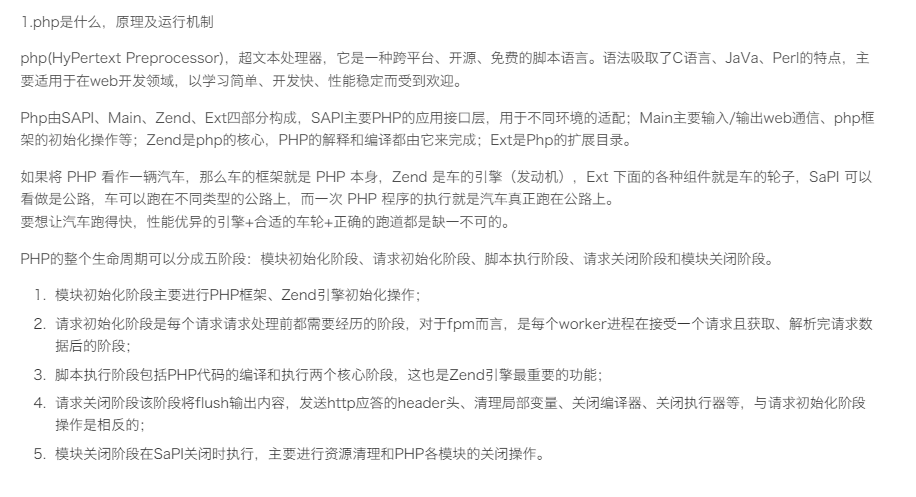 1.php是什么，原理及运行机制
php(HyPertext Preprocessor)，超文本处理器，它是一种跨平台、开源、免费的脚本语言。语法吸取了C语言、JaVa、Perl的特点，主
要适用于在web开发领域，以学习简单、开发快、性能稳定而受到欢迎。
Php由SAPI、Main、Zend、Ext四部分构成，SAPI主要PHP的应用接口层，用于不同环境的适配；Main主要输入/输出web通信、php框
架的初始化操作等；Zend是php的核心，PHP的解释和编译都由它来完成；Ext是Php的扩展目录。
如果将 PHP 看作一辆汽车，那么车的框架就是 PHP 本身，Zend 是车的引擎（发动机），Ext 下面的各种组件就是车的轮子，SaPI 可以
看做是公路，车可以跑在不同类型的公路上，而一次 PHP 程序的执行就是汽车真正跑在公路上。
要想让汽车跑得快，性能优异的引擎+合适的车轮+正确的跑道都是缺一不可的。
PHP的整个生命周期可以分成五阶段：模块初始化阶段、请求初始化阶段、脚本执行阶段、请求关闭阶段和模块关闭阶段。
1. 模块初始化阶段主要进行PHP框架、Zend引擎初始化操作；
2. 请求初始化阶段是每个请求请求处理前都需要经历的阶段，对于fpm而言，是每个worker进程在接受一个请求且获取、解析完请求数
据后的阶段；
3. 脚本执行阶段包括PHP代码的编译和执行两个核心阶段，这也是Zend引擎最重要的功能；
4. 请求关闭阶段该阶段将flush输出内容，发送http应答的header头、清理局部变量、关闭编译器、关闭执行器等，与请求初始化阶段
操作是相反的；
5. 模块关闭阶段在SaPI关闭时执行，主要进行资源清理和PHP各模块的关闭操作。